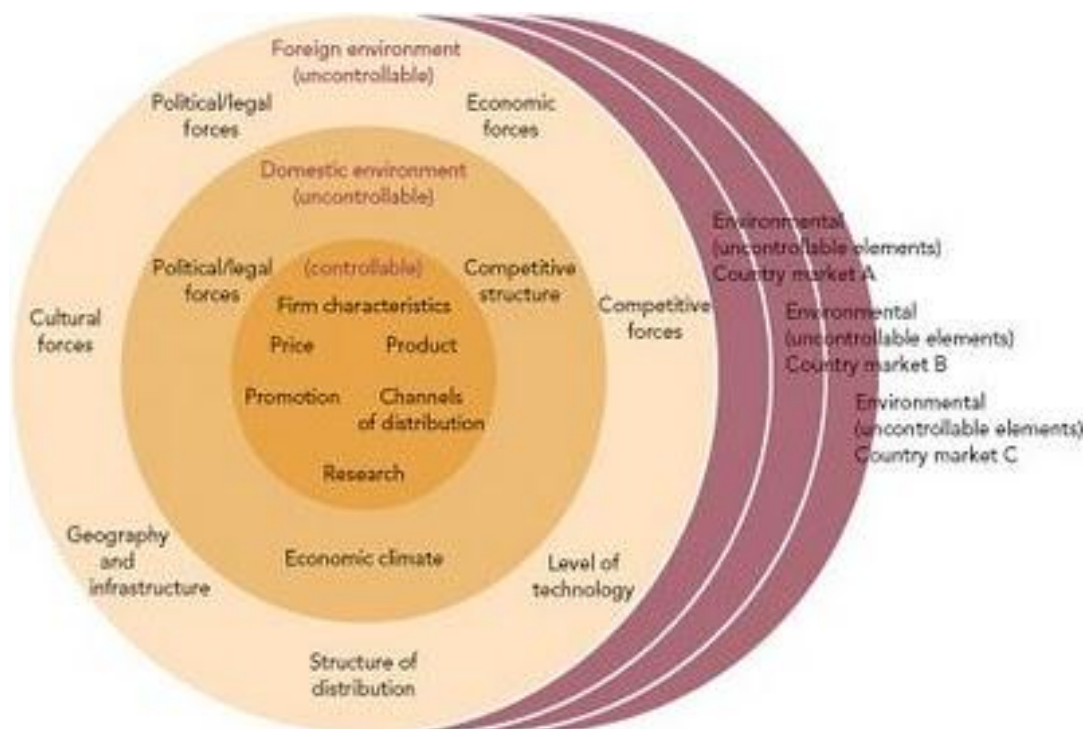 Foreign environment
(uncontrollable)
Political/legal
forces
Economic
forces
Domestic environment
(uncontrollable)
Political/legal
forces
(controllable)
Competitive
structure
Firm characteristics
Price
Product
Promotion
Channels
of distribution
Research
Economic climate
Cultural
forces
Competitive
forces
Geography
and
infrastructure
Level of
technology
Structure of
distribution
Environmental
(uncontrollable elements)
Country market A
Environmental
(uncontrollable elements)
Country market B
Environmental
(uncontrollable elements)
Country market C